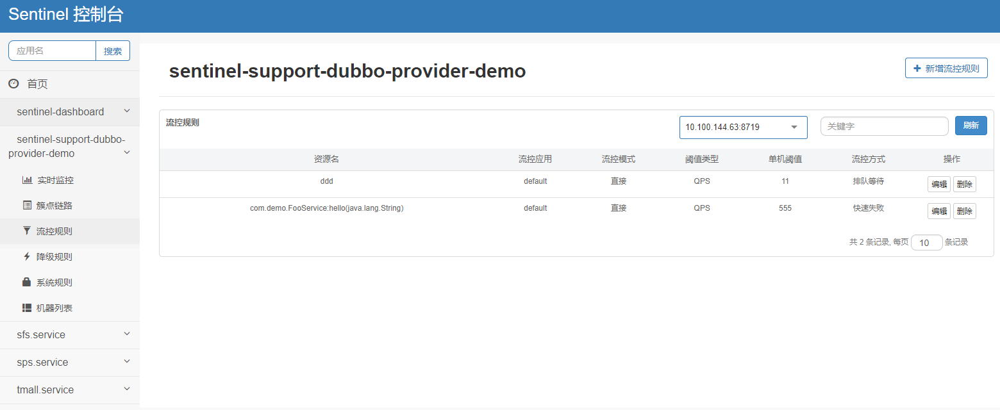 Sentinel 控制台
应用名 搜索
首页
sentinel-dashboard
sentinel-support-dubbo-
provider-demo
实时监控
簇点链路
流控规则
降级规则
系统规则
机器列表
sfs.service
sps.service
tmall.service
sentinel-support-dubbo-provider-demo
新增流控规则
流控规则 10.100.144.63:8719 关键字 刷新
资源名 流控应用 流控模式 阈值类型 单机阈值 流控方式 操作
ddd default 直接 QPS 11 排队等待 编辑 删除
com.demo.FooService:hello(java.lang.String) default 直接 QPS 555 快速失败 编辑 删除
共 2 条记录, 每页 10 条记录